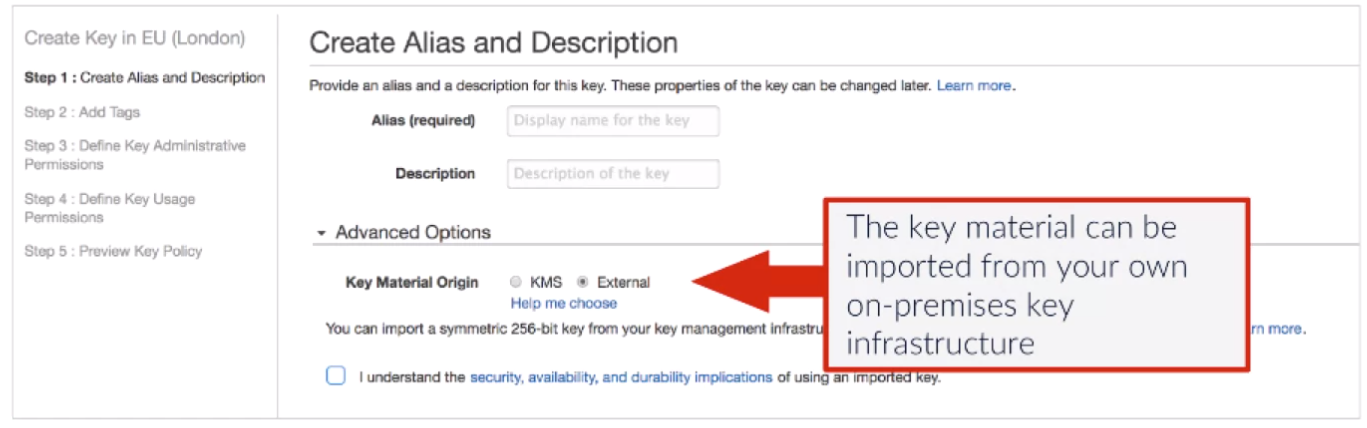 Create Key in EU (London)
Step 1 : Create Alias and Description
Step 2 : Add Tags
Step 3 : Define Key Administrative
Permissions
Step 4 : Define Key Usage
Permissions
Step 5 : Preview Key Policy
Create Alias and Description
Provide an alias and a description for this key. These properties of the key can be changed later. Learn more.
Alias (required) Display name for the key
Description Description of the key
Advanced Options
Key Material Origin KMS External
Help me choose
You can import a symmetric 256-bit key from your key management more.
I understand the security, availability, and durability implications of using an imported key.
The key material can be
imported from your own
on-premises key
infrastructure